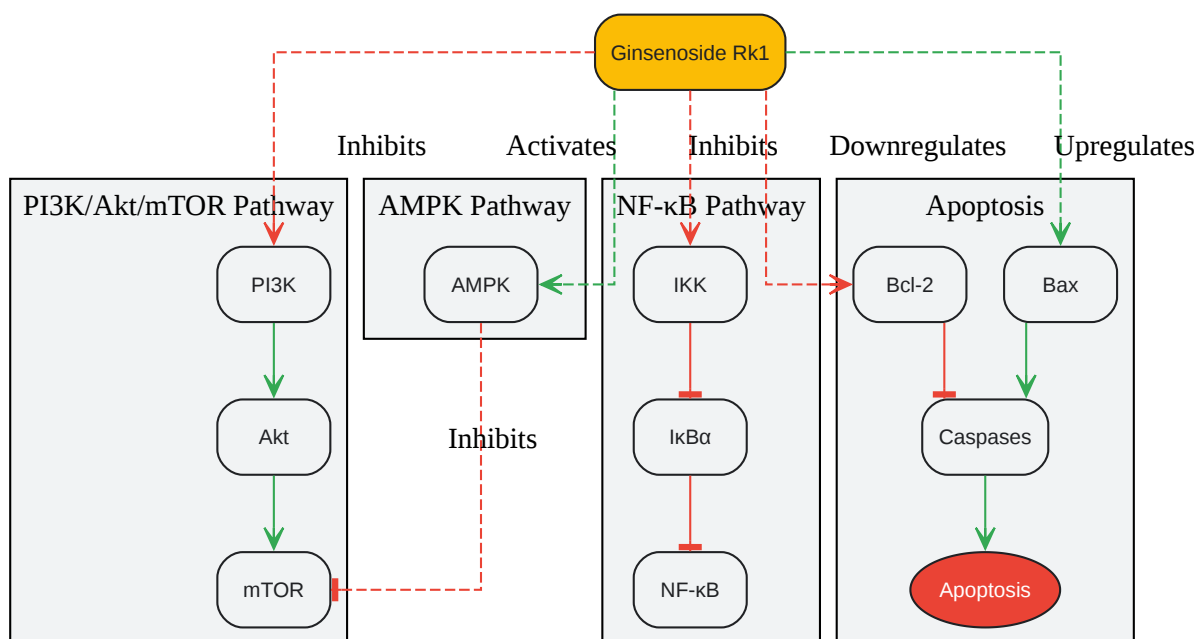 Ginsenoside Rk1
Inhibits
Activates
Inhibits
Downregulates
Upregulates
PI3K/Akt/mTOR Pathway
AMPK Pathway
NF-κB Pathway
Apoptosis
PI3K
AMPK
IKK
Bcl-2
Bax
Akt
Inhibits
IκBα
Caspases
mTOR
NF-κB
Apoptosis